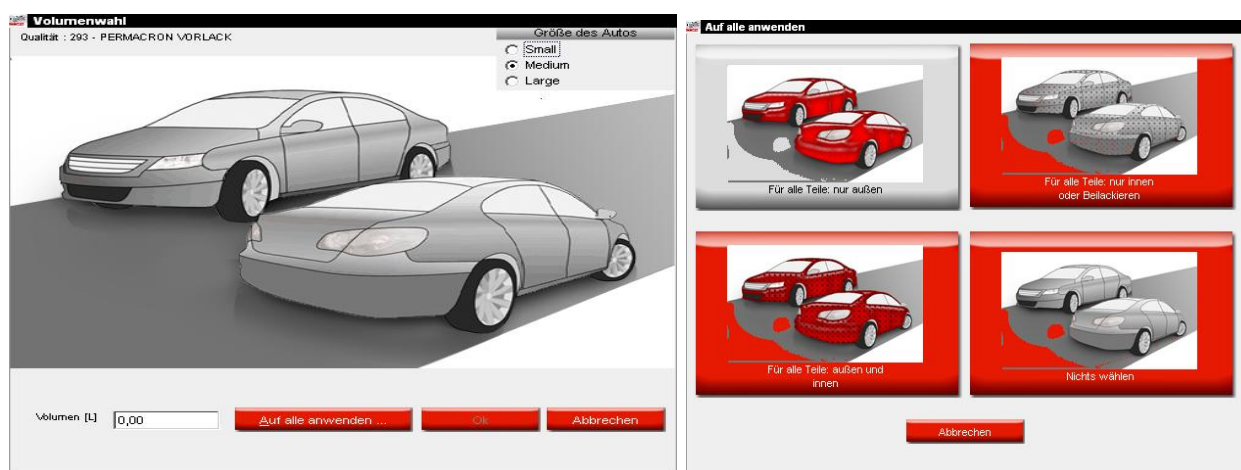 Volumenwahl
Qualität : 293 - PERMACRON VORLACK
Größe des Autos
Small
Medium
Large
Volumen [L]
0,00
Auf alle anwenden ...
Ok
Abbrechen
Auf alle anwenden
Für alle Teile: nur außen
Für alle Teile: nur innen
oder Beilackieren
Für alle Teile: außen und
innen
Nichts wählen
Abbrechen